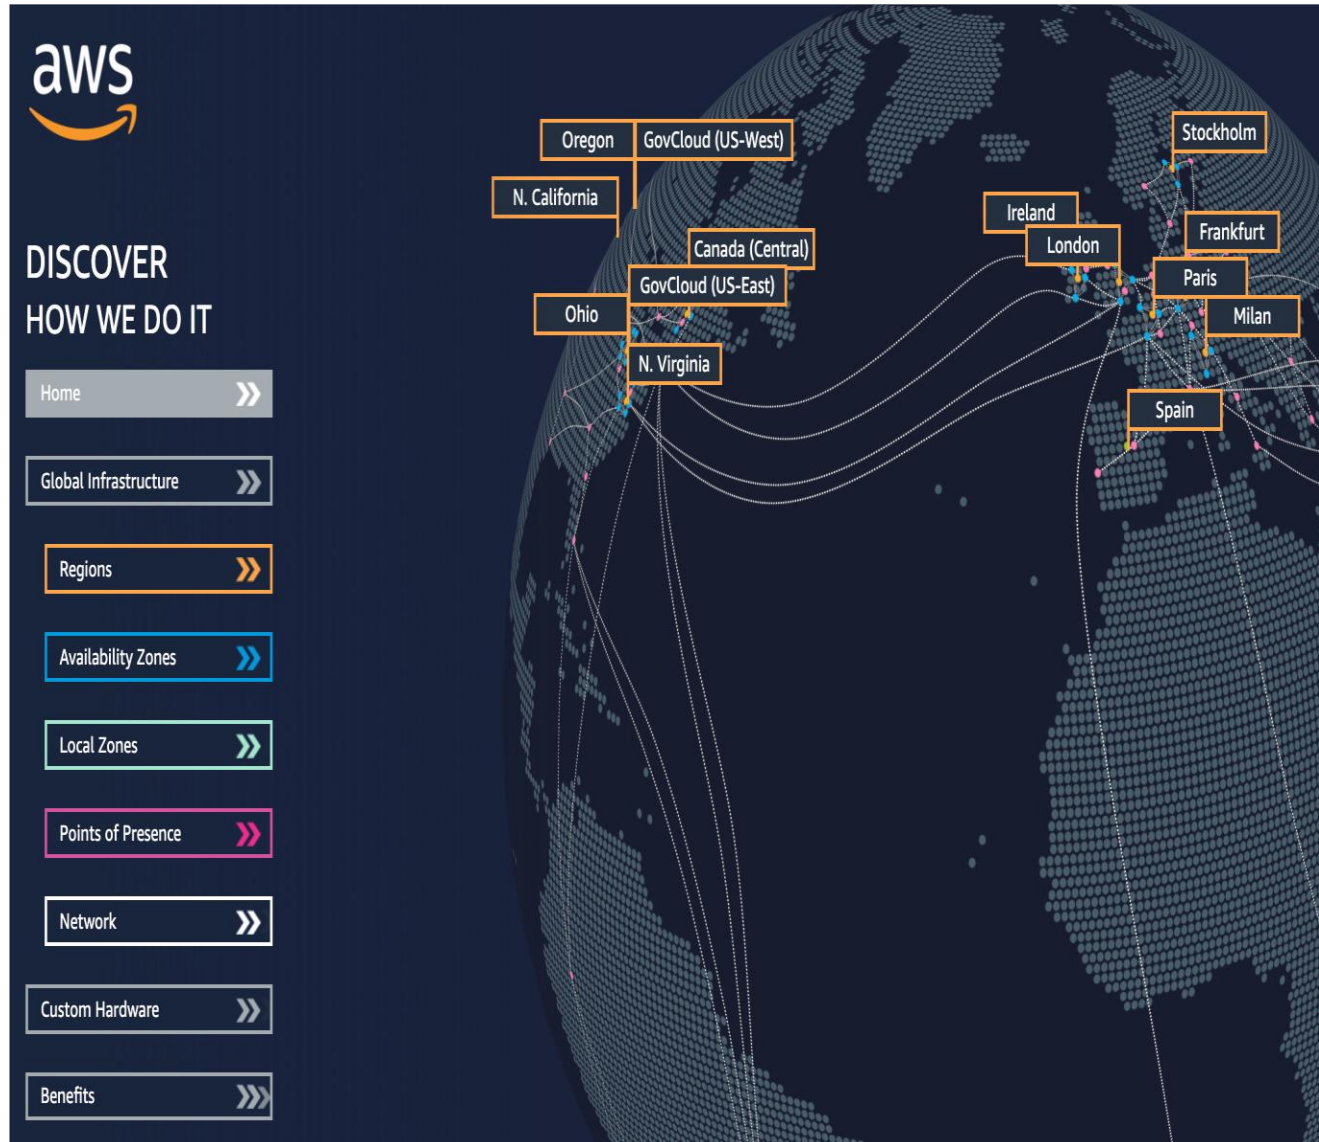 aws
DISCOVER
HOW WE DO IT
Home
Global Infrastructure
Regions
Availability Zones
Local Zones
Points of Presence
Network
Custom Hardware
Benefits
Oregon
GovCloud (US-West)
N. California
Canada (Central)
GovCloud (US-East)
Ohio
N. Virginia
Stockholm
Ireland
London
Frankfurt
Paris
Milan
Spain